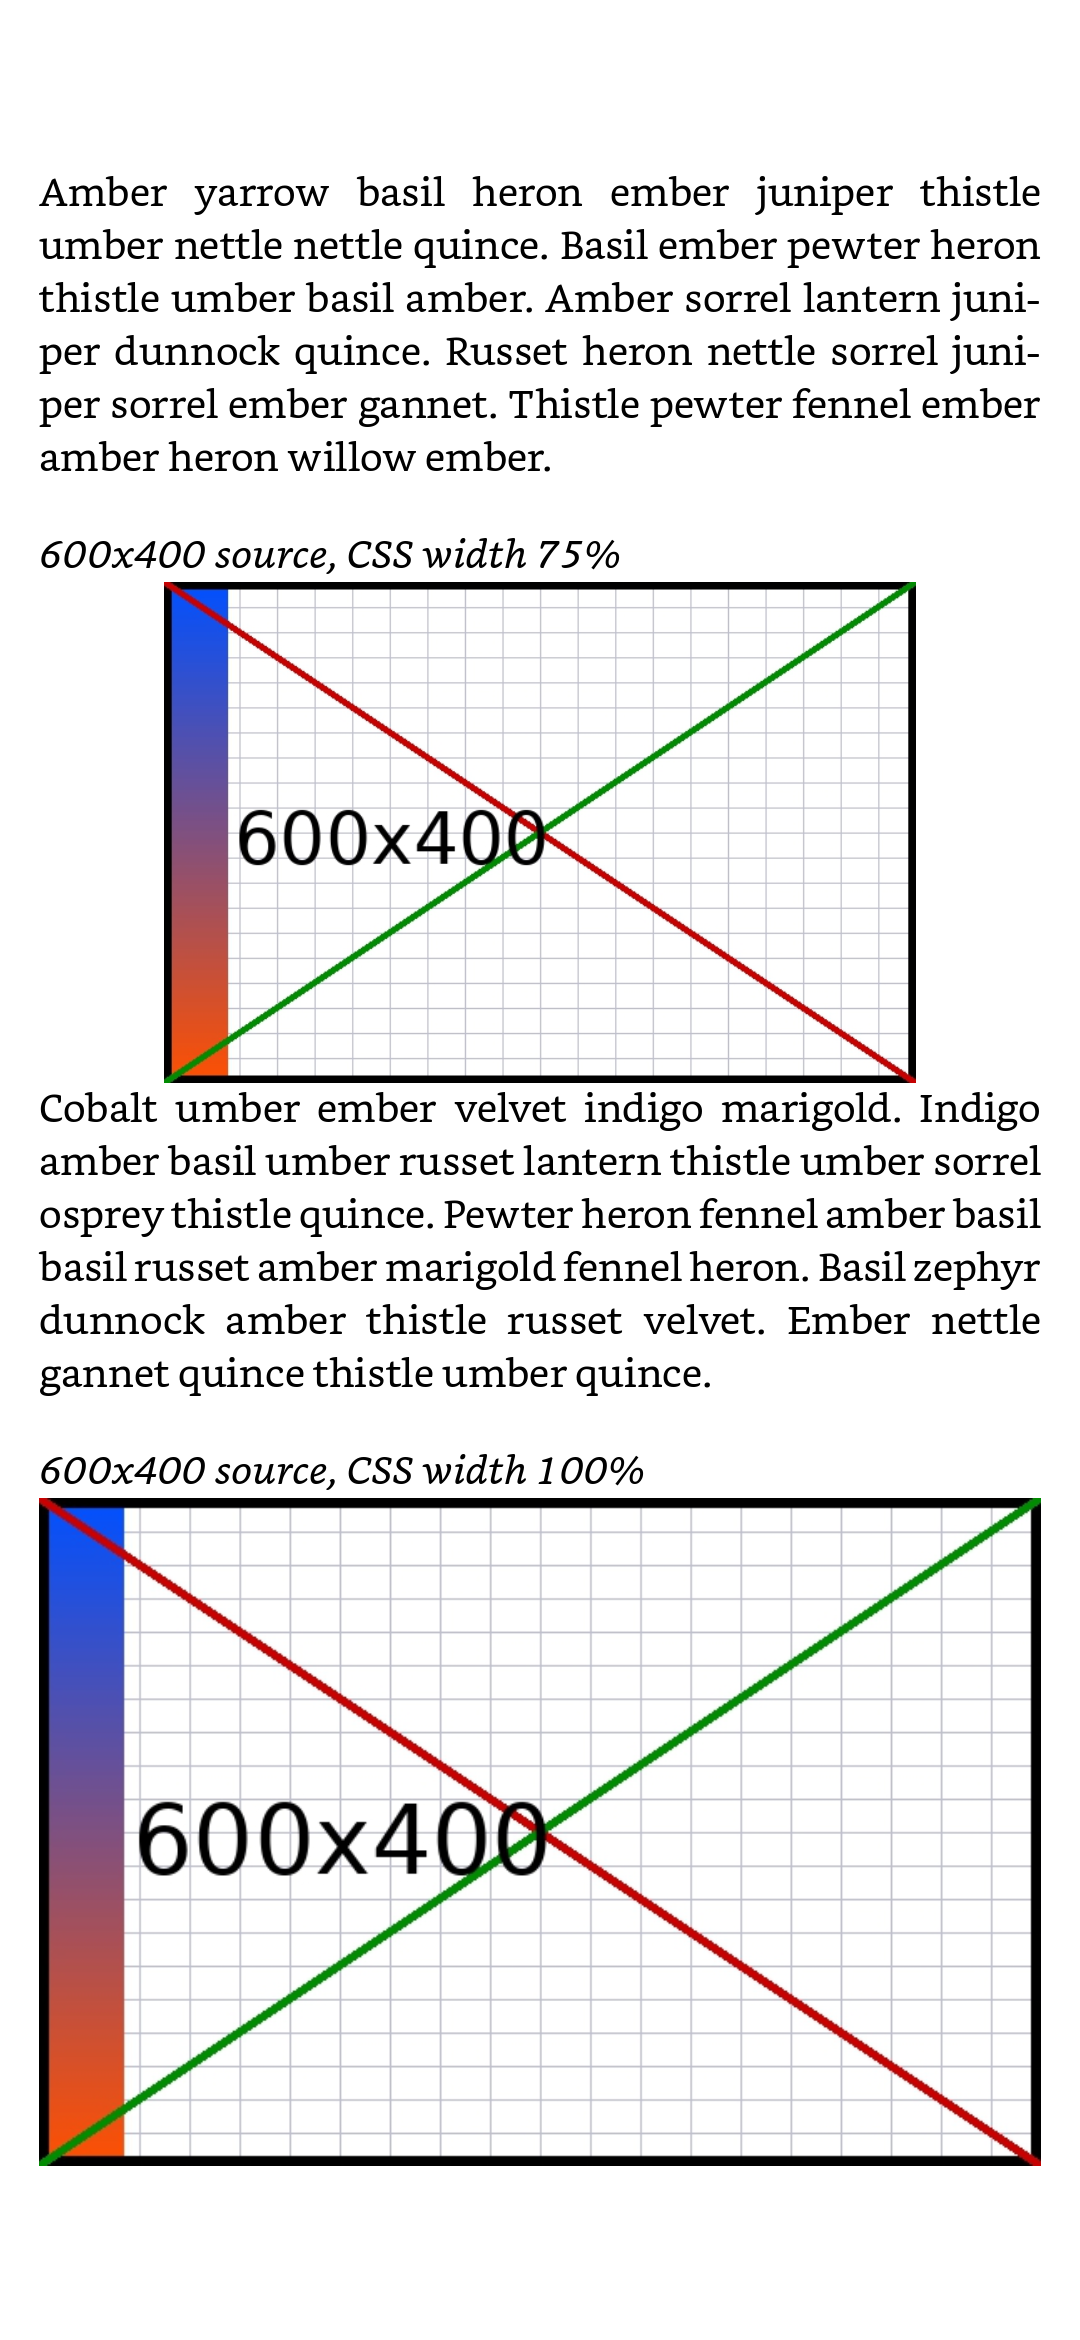 Amber yarrow basil heron ember juniper thistle
umber nettle nettle quince. Basil ember pewter heron
thistle umber basil amber. Amber sorrel lantern juni-
per dunnock quince. Russet heron nettle sorrel juni-
per sorrel ember gannet. Thistle pewter fennel ember
amber heron willow ember.
600x400 source, CSS width 75%
600x400
Cobalt umber ember velvet indigo marigold. Indigo
amber basil umber russet lantern thistle umber sorrel
osprey thistle quince. Pewter heron fennel amber basil
basil russet amber marigold fennel heron. Basil zephyr
dunnock amber thistle russet velvet. Ember nettle
gannet quince thistle umber quince.
600x400 source, CSS width 100%
600x400